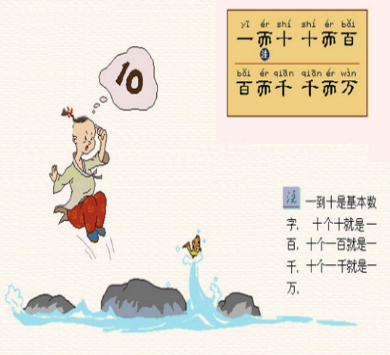 10
yī ér shí shí ér bǎi
一而十 十而百
注
bǎi ér qiān qiān ér wàn
百而千 千而万
注 一到十是基本数
字，十个十就是一
百，十个一百就是一
千，十个一千就是一
万，